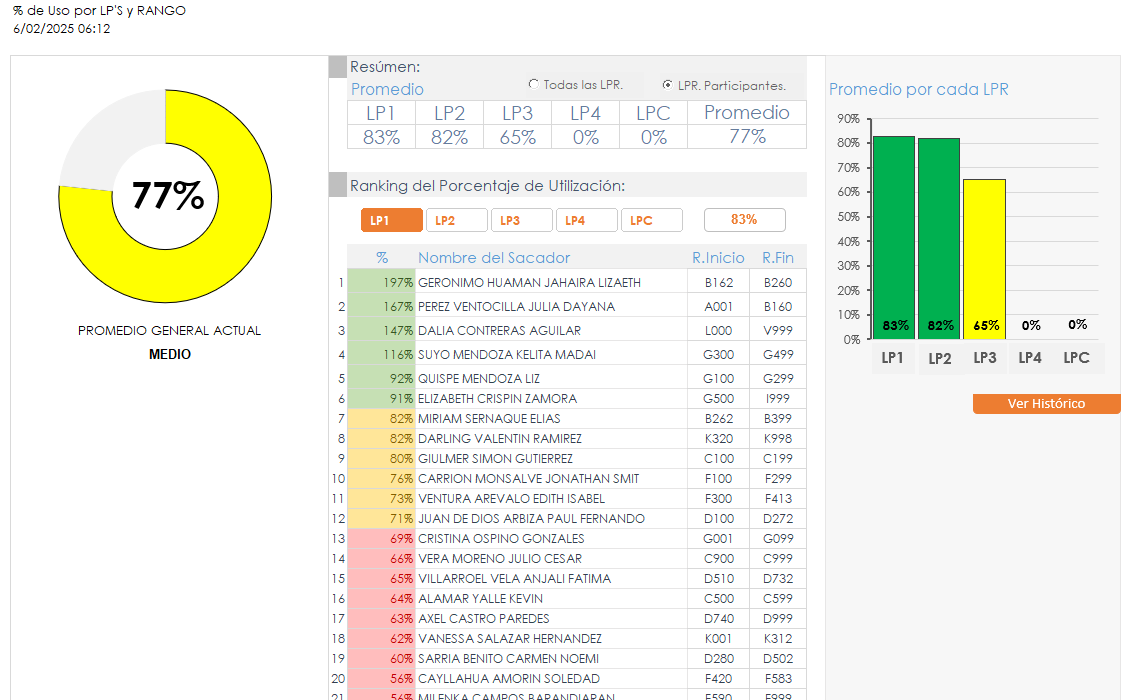 % de Uso por LP'S y RANGO
6/02/2025 06:12
77%
PROMEDIO GENERAL ACTUAL
MEDIO
Resúmen:
Promedio
Todas las LPR. LPR. Participantes.
LP1 LP2 LP3 LP4 LPC Promedio
83% 82% 65% 0% 0% 77%
Ranking del Porcentaje de Utilización:
LP1 LP2 LP3 LP4 LPC 83%
% Nombre del Sacador R.Inicio R.Fin
1 197% GERONIMO HUAMAN JAHAIRA LIZAETH B162 B260
2 167% PEREZ VENTOCILLA JULIA DAYANA A001 B160
3 147% DALIA CONTRERAS AGUILAR L000 V999
4 116% SUYO MENDOZA KELITA MADAI G300 G499
5 92% QUISPE MENDOZA LIZ G100 G299
6 91% ELIZABETH CRISPIN ZAMORA G500 I999
7 82% MIRIAM SERNAQUE ELIAS B262 B399
8 82% DARLING VALENTIN RAMIREZ K320 K998
9 80% GIULMER SIMON GUTIERREZ C100 C199
10 76% CARRION MONSALVE JONATHAN SMIT F100 F299
11 73% VENTURA AREVALO EDITH ISABEL F300 F413
12 71% JUAN DE DIOS ARBIZA PAUL FERNANDO D100 D272
13 69% CRISTINA OSPINO GONZALES G001 G099
14 66% VERA MORENO JULIO CESAR C900 C999
15 65% VILLARROEL VELA ANJALI FATIMA D510 D732
16 64% ALAMAR YALLE KEVIN C500 C599
17 63% AXEL CASTRO PAREDES D740 D999
18 62% VANESSA SALAZAR HERNANDEZ K001 K312
19 60% SARRIA BENITO CARMEN NOEMI D280 D502
20 56% CAYLLAHUA AMORIN SOLEDAD F420 F583
21 56% MILENKA CAMPOS BARANDIARAN F590 F999
Promedio por cada LPR
90%
80%
70%
60%
50%
40%
30%
20%
10%
0%
83% 82% 65% 0% 0%
LP1 LP2 LP3 LP4 LPC
Ver Histórico